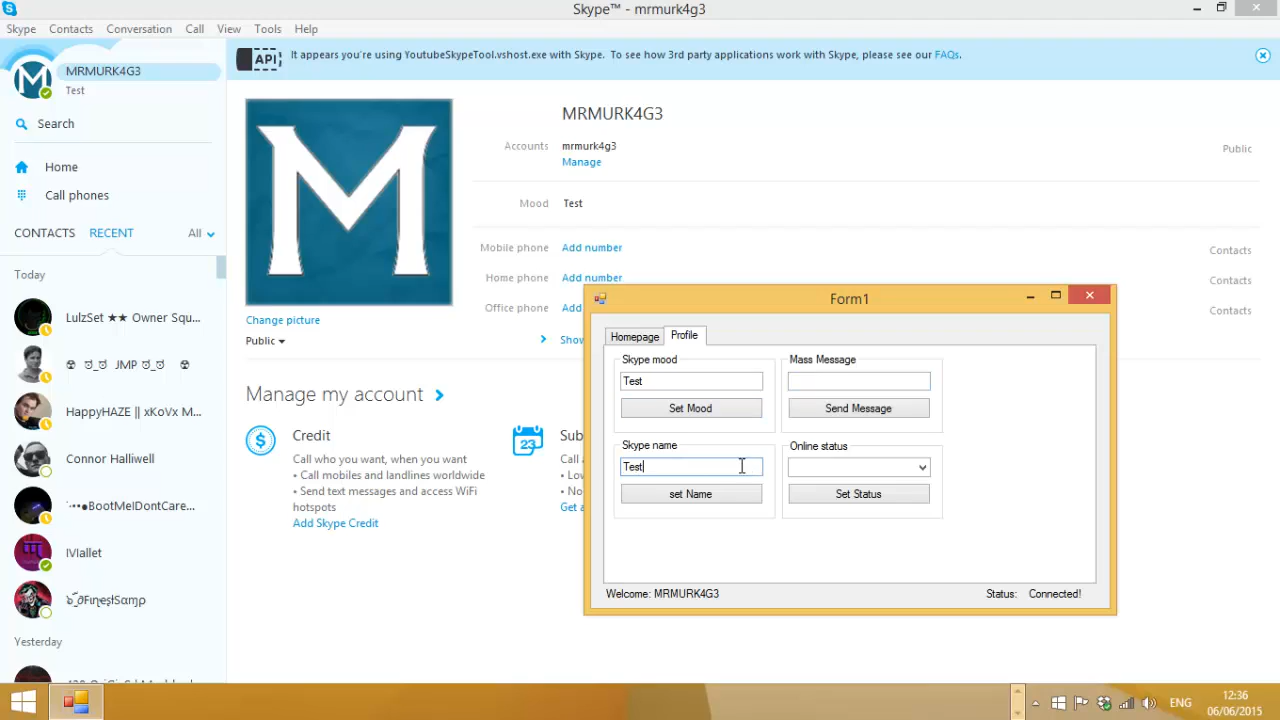 Skype™ - mrmurk4g3
Skype Contacts Conversation Call View Tools Help
MRMURK4G3
Test
Search
Home
Call phones
CONTACTS RECENT All
Today
LulzSet ★★ Owner Squ...
JMP
HappyHAZE || xKoVx M...
Connor Halliwell
BootMeIDontCare...
IVIallet
Yesterday
API It appears you're using YoutubeSkypeTool.vshost.exe with Skype. To see how 3rd party applications work with Skype, please see our FAQs.
M
Change picture
Public
MRMURK4G3
Accounts mrmurk4g3 Public
Manage
Mood Test
Mobile phone Add number Contacts
Home phone Add number Contacts
Office phone Add Contacts
Manage my account
$ Credit
Call who you want, when you want
• Call mobiles and landlines worldwide
• Send text messages and access WiFi
hotspots
Add Skype Credit
23
Form1
Homepage Profile
Skype mood Mass Message
Test
Set Mood Send Message
Skype name Online status
Test
set Name Set Status
Welcome: MRMURK4G3 Status: Connected!
ENG 12:36
06/06/2015